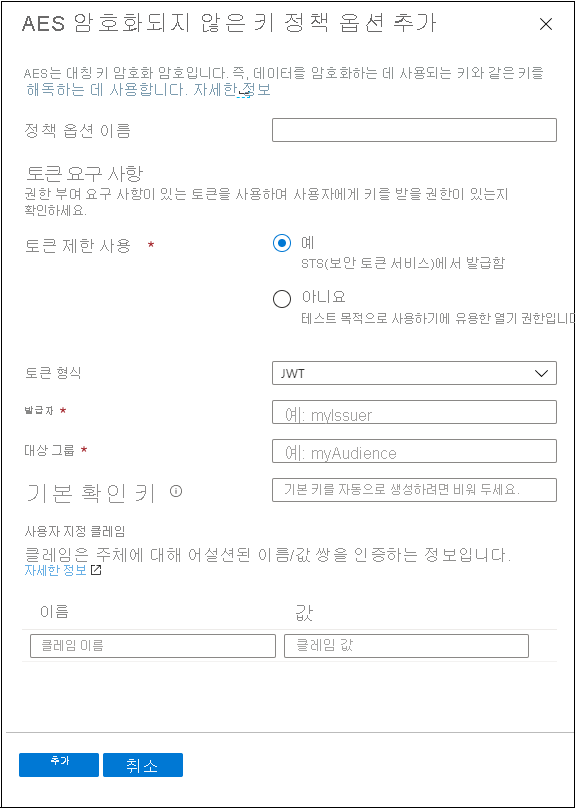 AES 암호화되지 않은 키 정책 옵션 추가
AES는 대칭 키 암호화 암호입니다. 즉, 데이터를 암호화하는 데 사용되는 키와 같은 키를
해독하는 데 사용합니다. 자세한 정보
정책 옵션 이름
토큰 요구 사항
권한 부여 요구 사항이 있는 토큰을 사용하여 사용자에게 키를 받을 권한이 있는지
확인하세요.
토큰 제한 사용 *
예
STS(보안 토큰 서비스)에서 발급함
아니요
테스트 목적으로 사용하기에 유용한 열기 권한입니다
토큰 형식
JWT
발급자 *
예: myIssuer
대상 그룹 *
예: myAudience
기본 확인 키
기본 키를 자동으로 생성하려면 비워 두세요.
사용자 지정 클레임
클레임은 주체에 대해 어설션된 이름/값 쌍을 인증하는 정보입니다.
자세한 정보
이름 값
클레임 이름 클레임 값
추가 취소